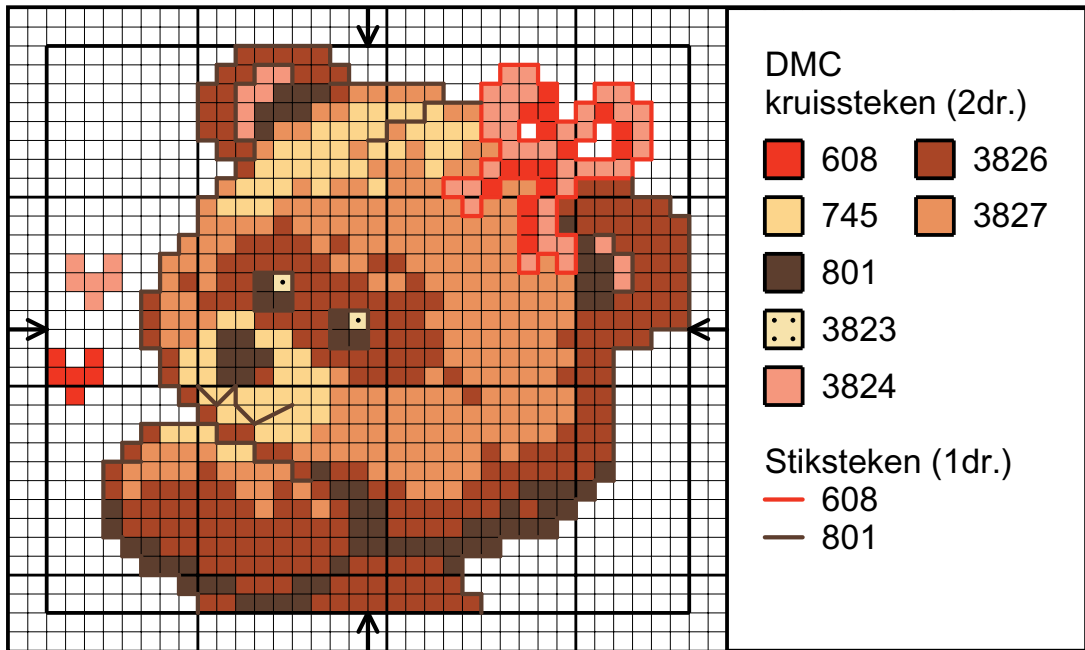 DMC
kruissteken (2dr.)
608 3826
745 3827
801
3823
3824
Stiksteken (1dr.)
608
801